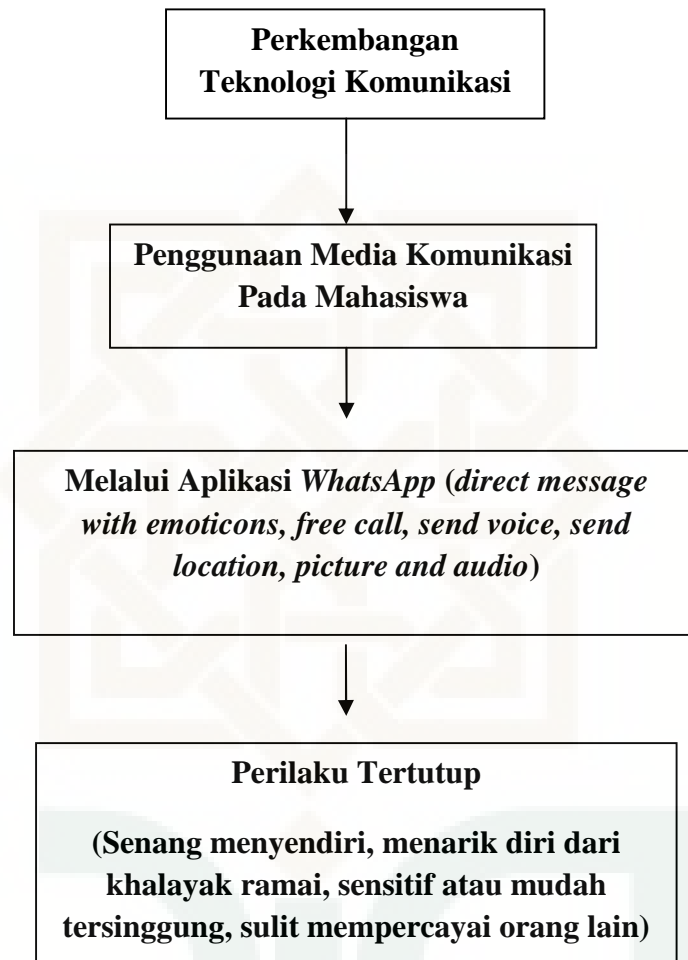 Perkembangan
Teknologi Komunikasi
Penggunaan Media Komunikasi
Pada Mahasiswa
Melalui Aplikasi WhatsApp (direct message
with emoticons, free call, send voice, send
location, picture and audio)
Perilaku Tertutup
(Senang menyendiri, menarik diri dari
khalayak ramai, sensitif atau mudah
tersinggung, sulit mempercayai orang lain)